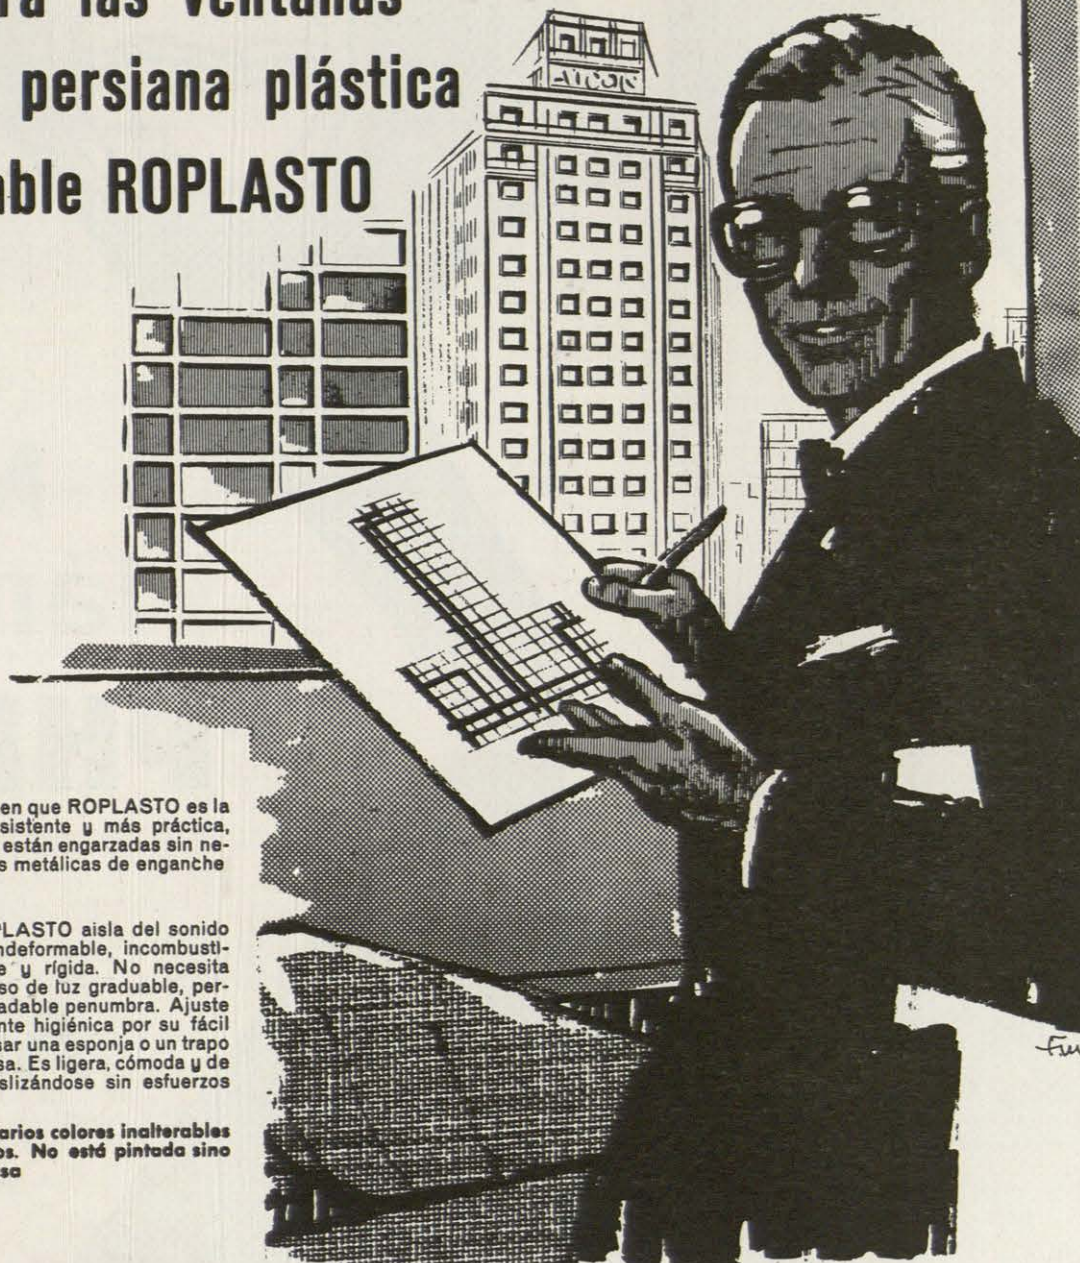 ra las ventanas
persiana plástica
able ROPLASTO
en que ROPLASTO es la
sistente y más práctica,
están engarzadas sin ne-
s metálicas de enganche
PLASTO aisla del sonido
ndeformable, incombusti-
e y rígida. No necesita
so de luz graduable, per-
adable penumbra. Ajuste
nte higiénica por su fácil
sar una esponja o un trapo
sa. Es ligera, cómoda y de
slizándose sin esfuerzos
arios colores inalterables
os. No está pintada sino
sa